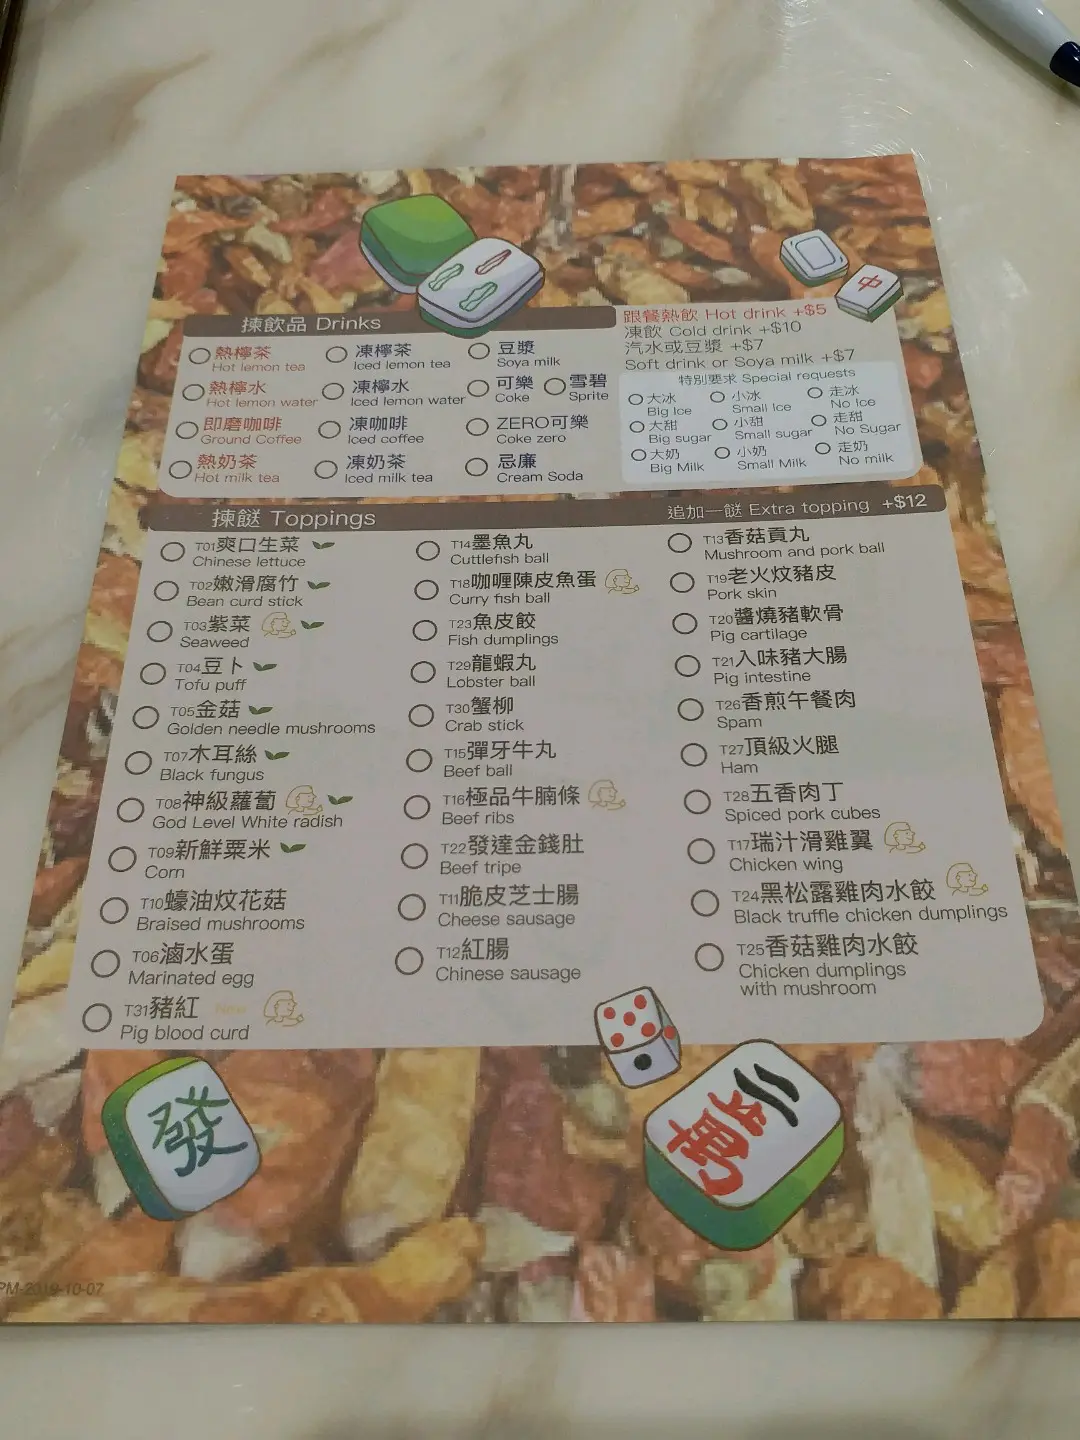 揀飲品 Drinks
熱檸茶
Hot lemon tea
凍檸茶
Iced lemon tea
豆漿
Soya milk
熱檸水
Hot lemon water
凍檸水
Iced lemon water
可樂
Coke
雪碧
Sprite
即磨咖啡
Ground Coffee
凍咖啡
Iced coffee
ZERO可樂
Coke zero
熱奶茶
Hot milk tea
凍奶茶
Iced milk tea
忌廉
Cream Soda
跟餐熱飲 Hot drink +$5
凍飲 Cold drink +$10
汽水或豆漿 +$7
Soft drink or Soya milk +$7
特別要求 Special requests
大冰
Big Ice
小冰
Small Ice
走冰
No Ice
大甜
Big sugar
小甜
Small sugar
走甜
No Sugar
大奶
Big Milk
小奶
Small Milk
走奶
No milk
中
揀餸 Toppings
追加一餸 Extra topping +$12
T01爽口生菜
Chinese lettuce
T02嫩滑腐竹
Bean curd stick
T03紫菜
Seaweed
T04豆卜
Tofu puff
T05金菇
Golden needle mushrooms
T07木耳絲
Black fungus
T08神級蘿蔔
God Level White radish
T09新鮮粟米
Corn
T10蠔油炆花菇
Braised mushrooms
T06滷水蛋
Marinated egg
T31豬紅 New
Pig blood curd
T14墨魚丸
Cuttlefish ball
T18咖喱陳皮魚蛋
Curry fish ball
T23魚皮餃
Fish dumplings
T29龍蝦丸
Lobster ball
T30蟹柳
Crab stick
T15彈牙牛丸
Beef ball
T16極品牛腩條
Beef ribs
T22發達金錢肚
Beef tripe
T11脆皮芝士腸
Cheese sausage
T12紅腸
Chinese sausage
T13香菇貢丸
Mushroom and pork ball
T19老火炆豬皮
Pork skin
T20醬燒豬軟骨
Pig cartilage
T21入味豬大腸
Pig intestine
T26香煎午餐肉
Spam
T27頂級火腿
Ham
T28五香肉丁
Spiced pork cubes
T17瑞汁滑雞翼
Chicken wing
T24黑松露雞肉水餃
Black truffle chicken dumplings
T25香菇雞肉水餃
Chicken dumplings
with mushroom
發
二萬
PM-2019-10-07